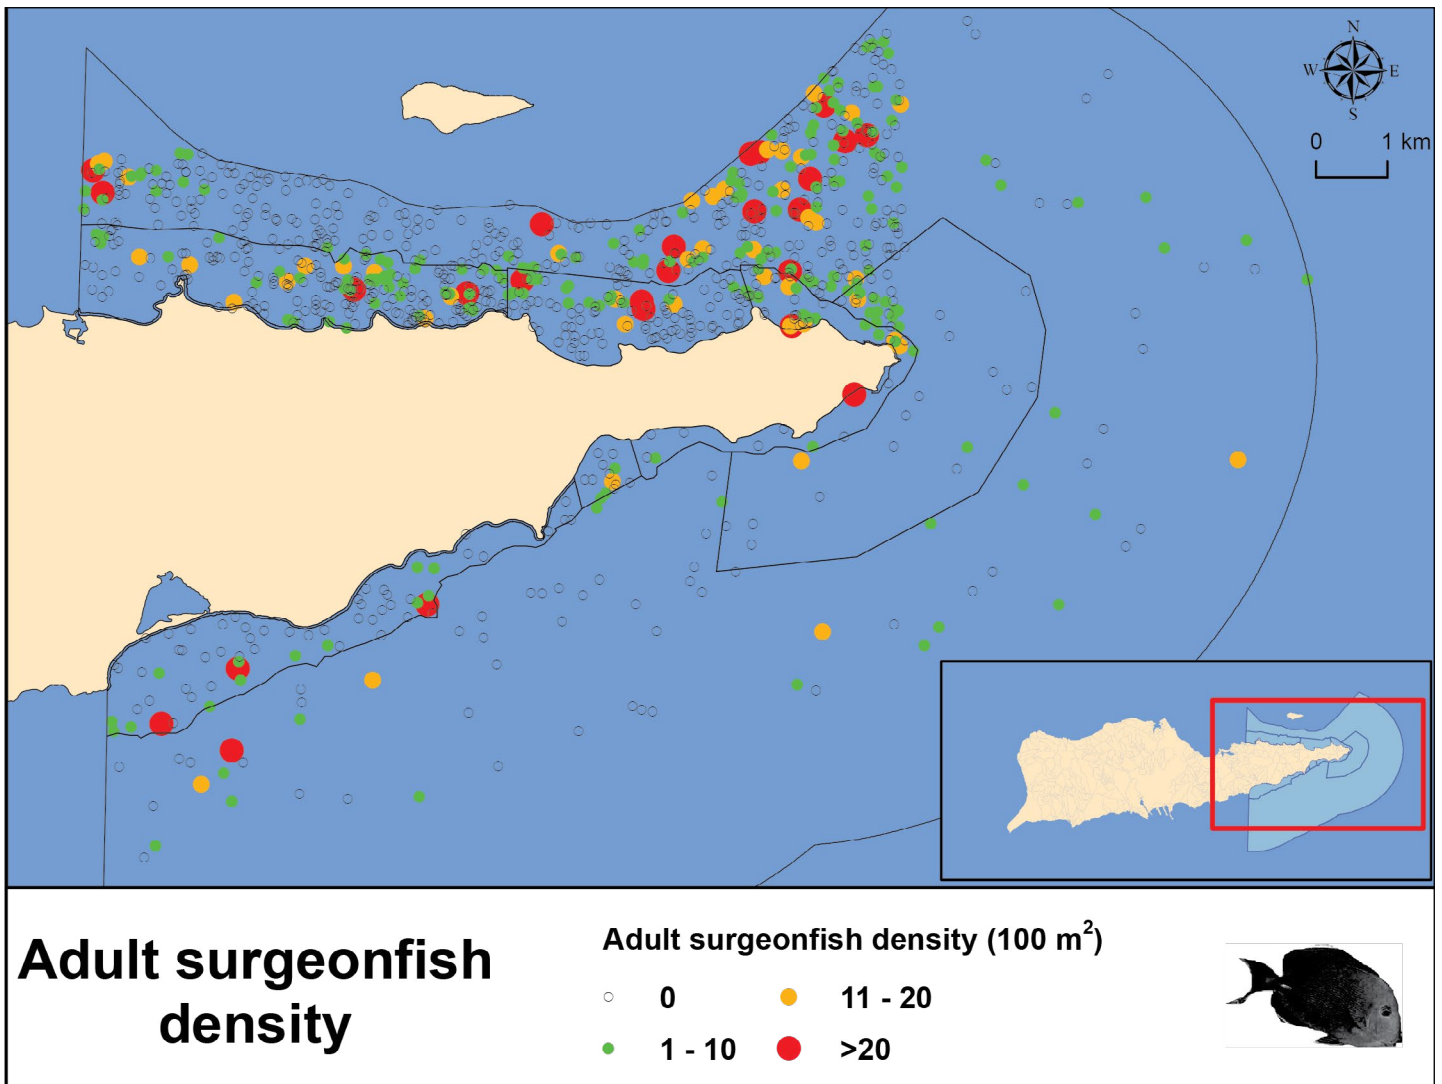 N
W E
S
0 1 km
Adult surgeonfish
density
Adult surgeonfish density (100 m²)
0
11 - 20
1 - 10
>20